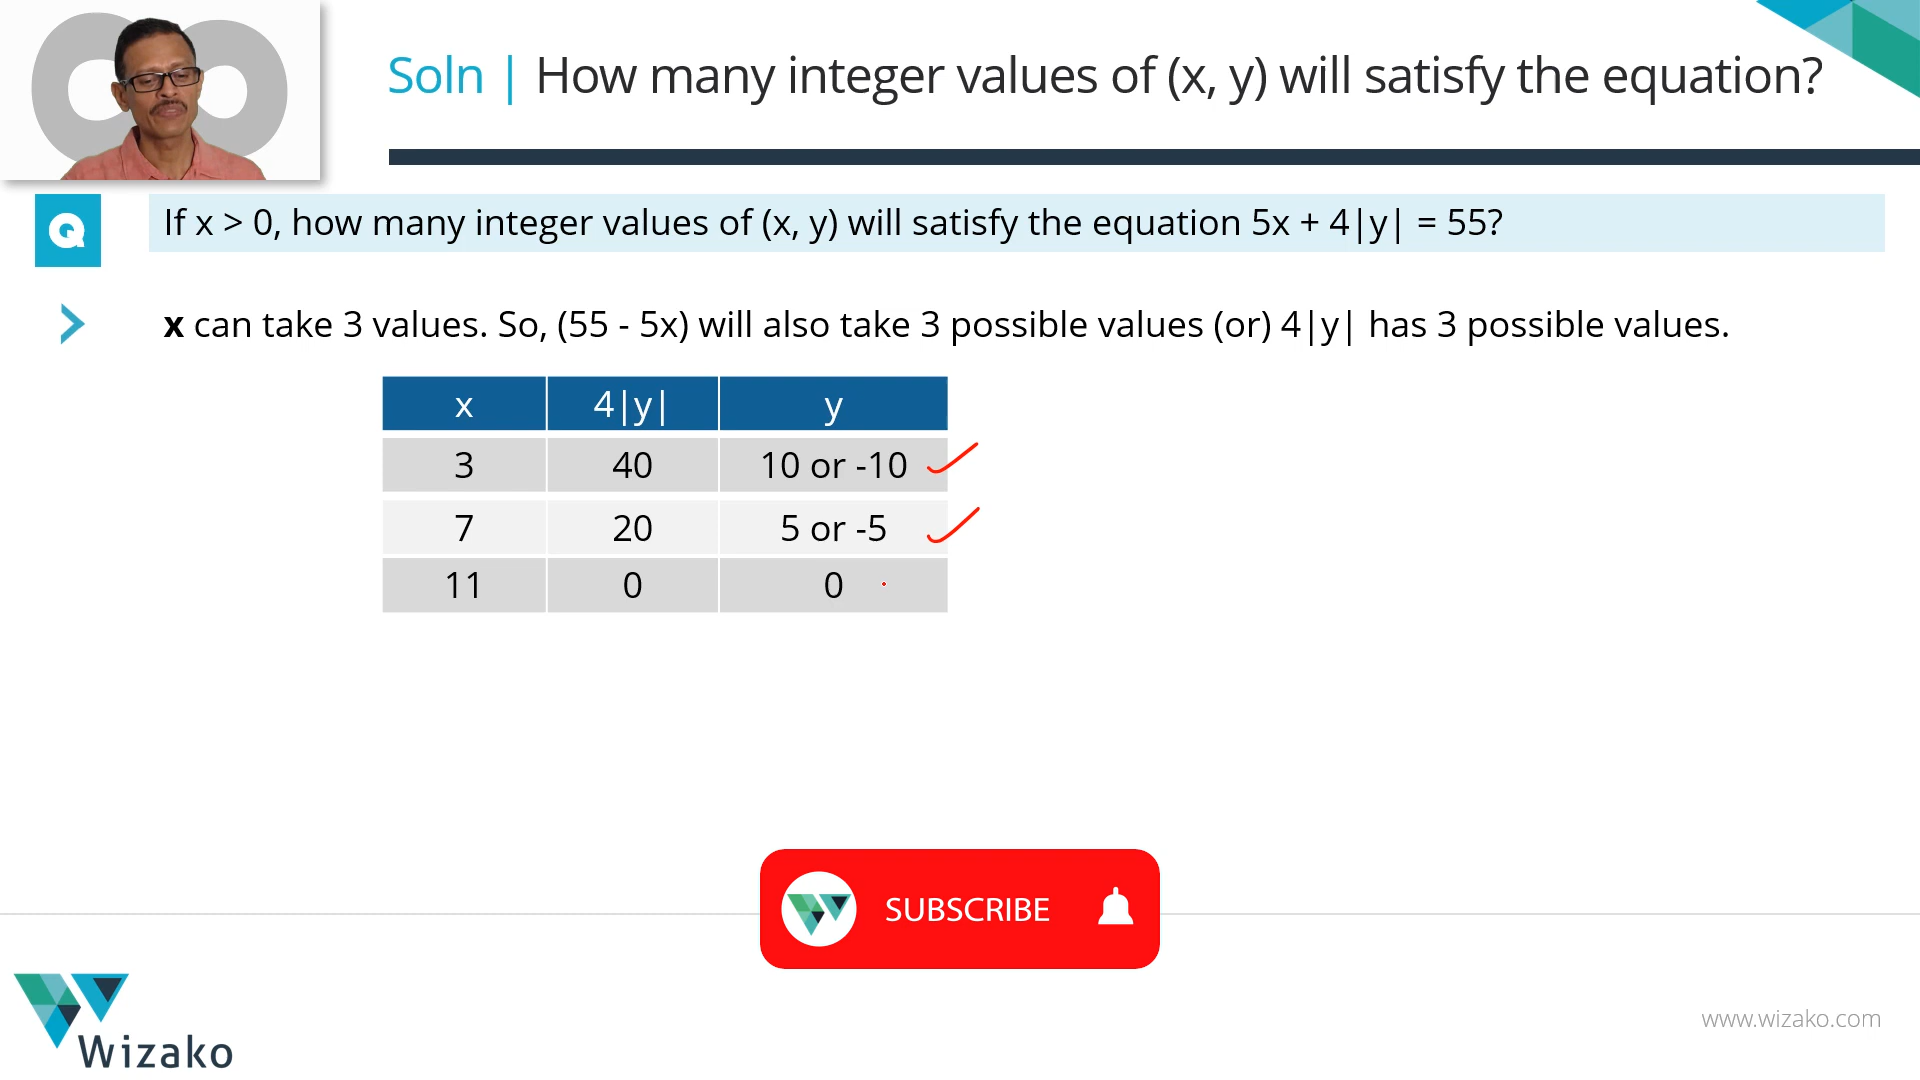 Soln | How many integer values of (x, y) will satisfy the equation?
Q
If x > 0, how many integer values of (x, y) will satisfy the equation 5x + 4|y| = 55?
x can take 3 values. So, (55 - 5x) will also take 3 possible values (or) 4|y| has 3 possible values.
x 4|y| y
3 40 10 or -10
7 20 5 or -5
11 0 0
SUBSCRIBE
Wizako
www.wizako.com